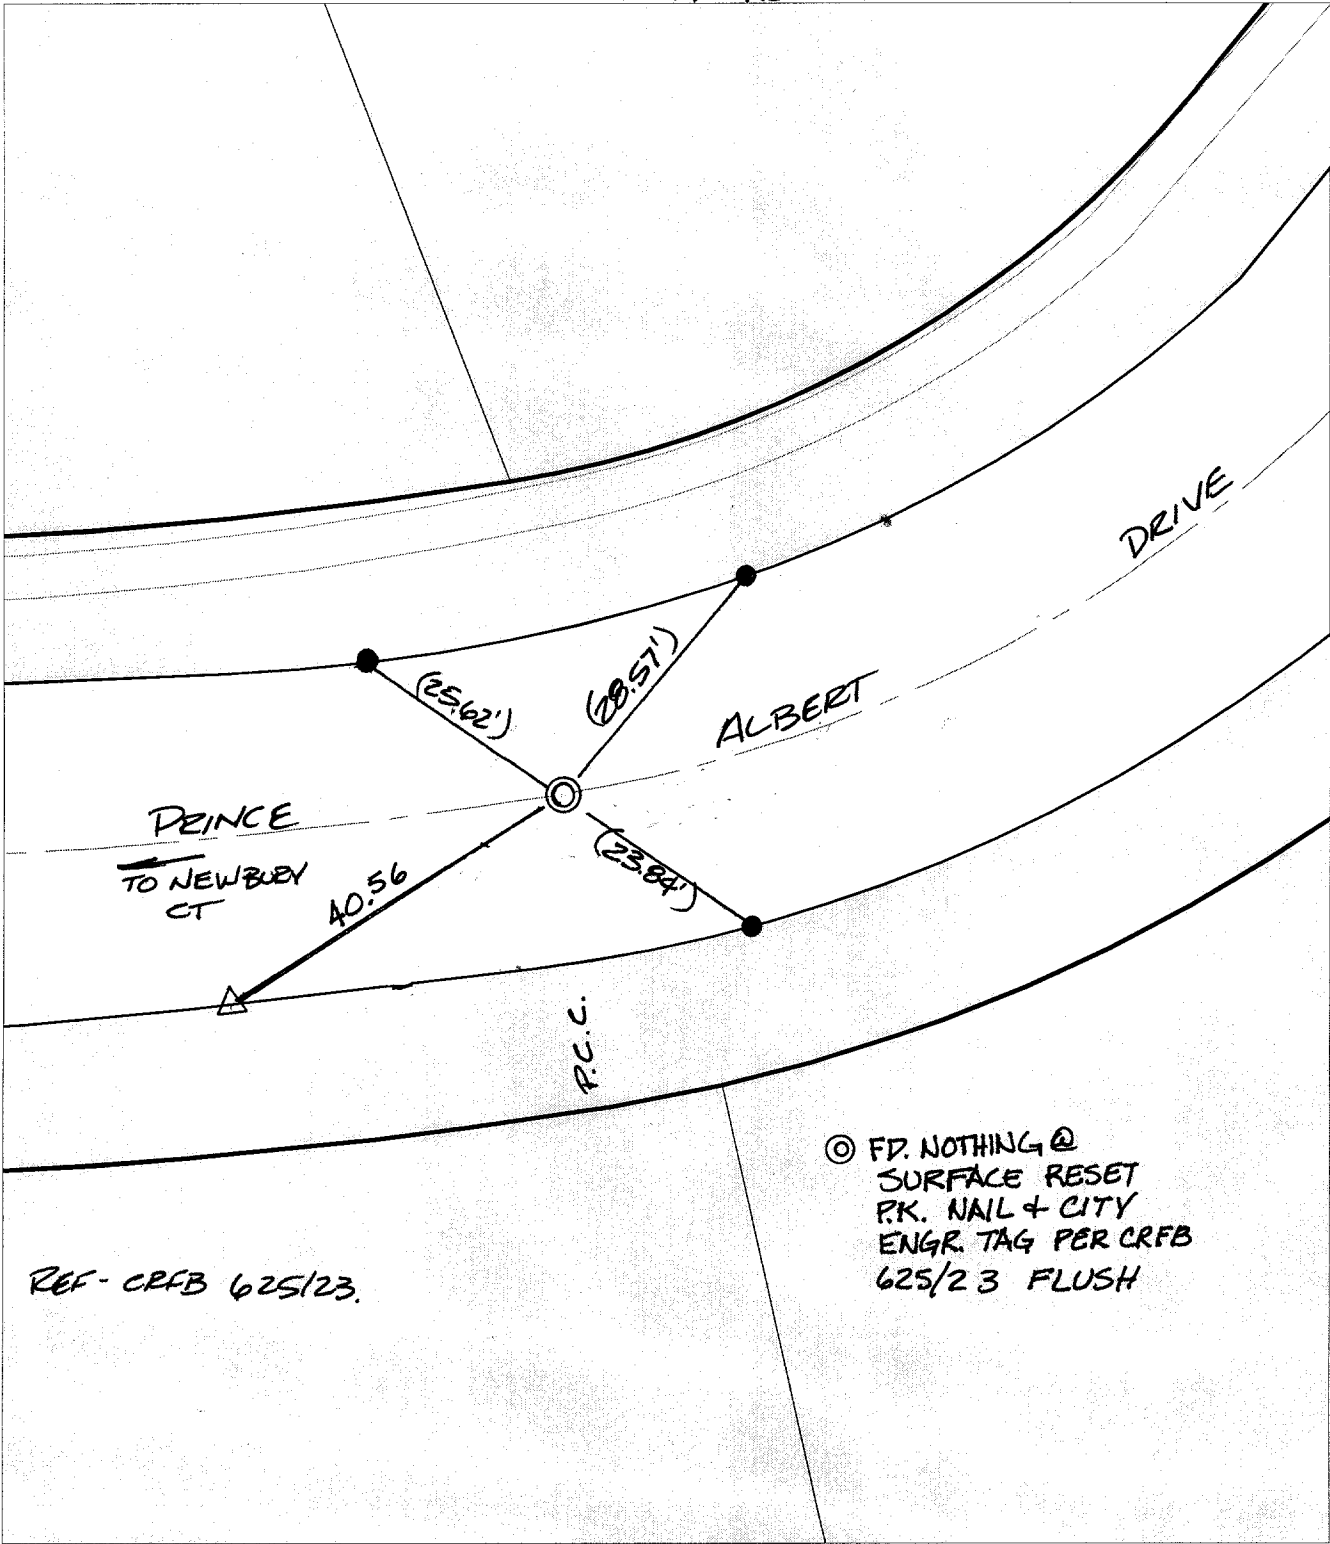 DRIVE
(25.62')
(28.57')
ALBERT
PRINCE
TO NEWBURY
CT
40.56
(23.84')
P.C.C.
FD. NOTHING @
SURFACE RESET
P.K. NAIL & CITY
ENGR. TAG PER CRFB
625/23 FLUSH
REF- CRFB 625/23.